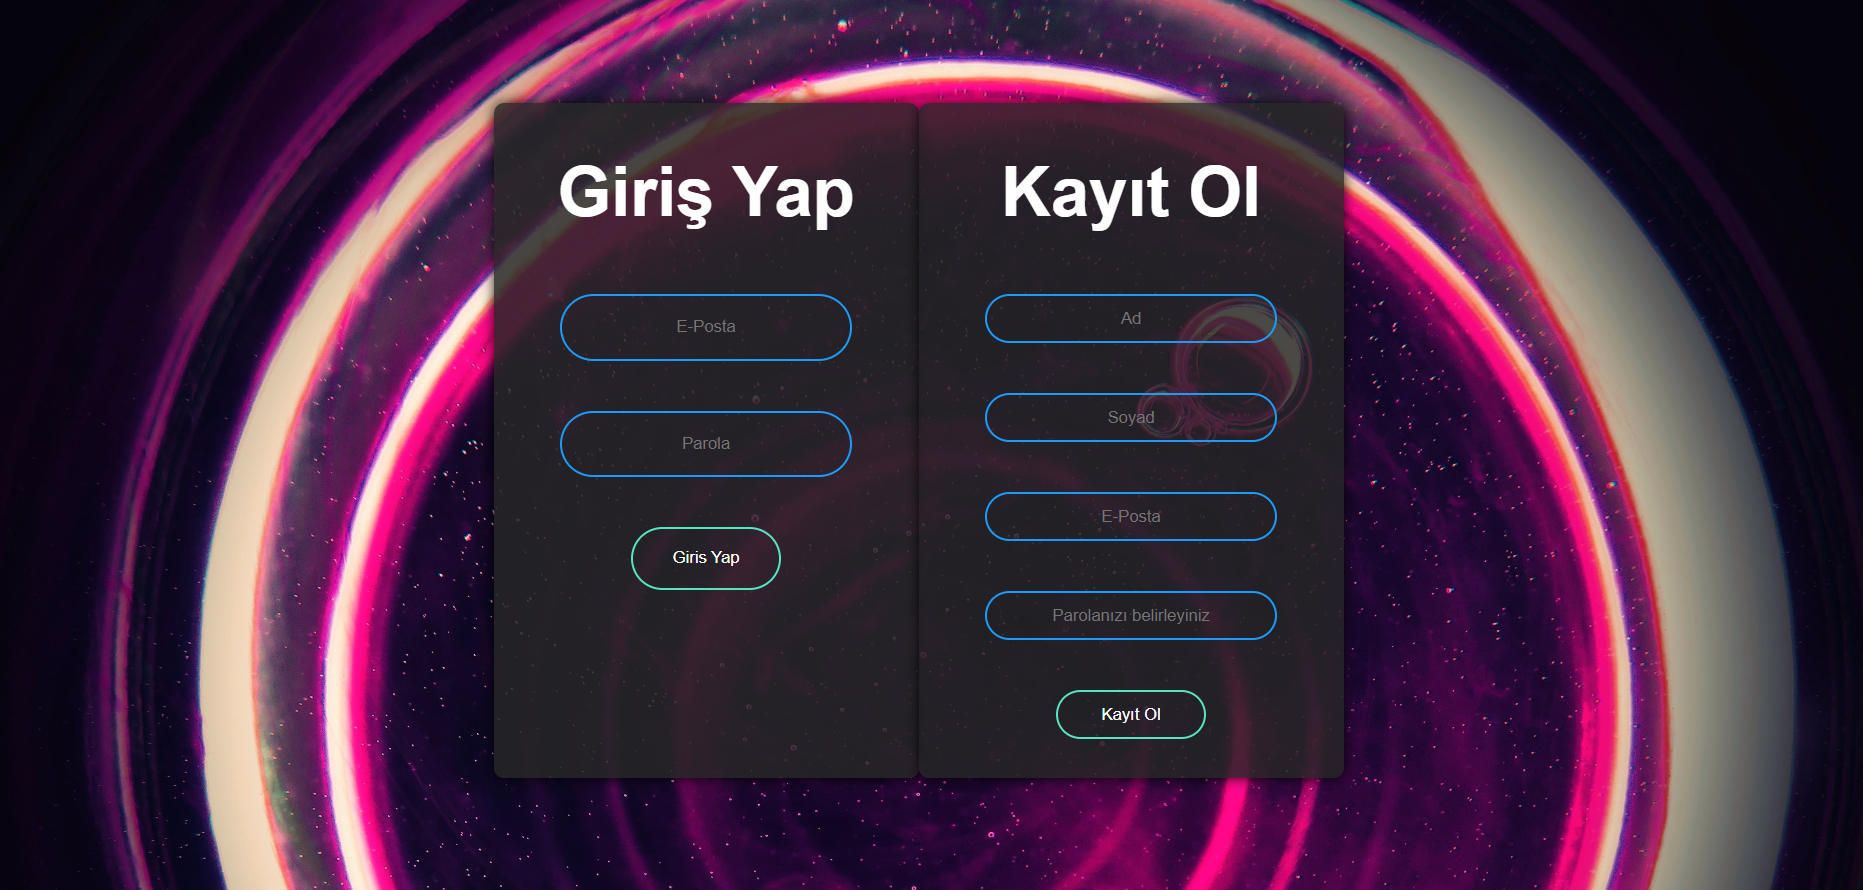 Giriş Yap
E-Posta
Parola
Giris Yap
Kayıt Ol
Ad
Soyad
E-Posta
Parolanızı belirleyiniz
Kayıt Ol